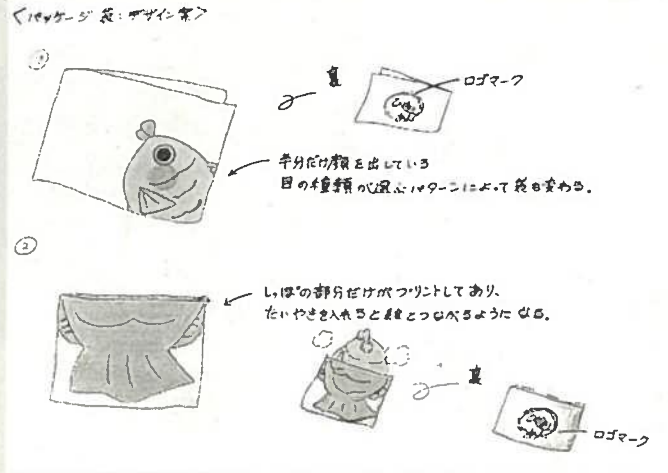 <パッケージ 袋：デザイン案>
①
裏
ロゴマーク
半分だけ顔を出している
目の種類が選ぶパターンによって袋も変わる。
②
しっぽの部分だけがプリントしてあり、
たいやきを入れると顔とつながるようになる。
裏
ロゴマーク